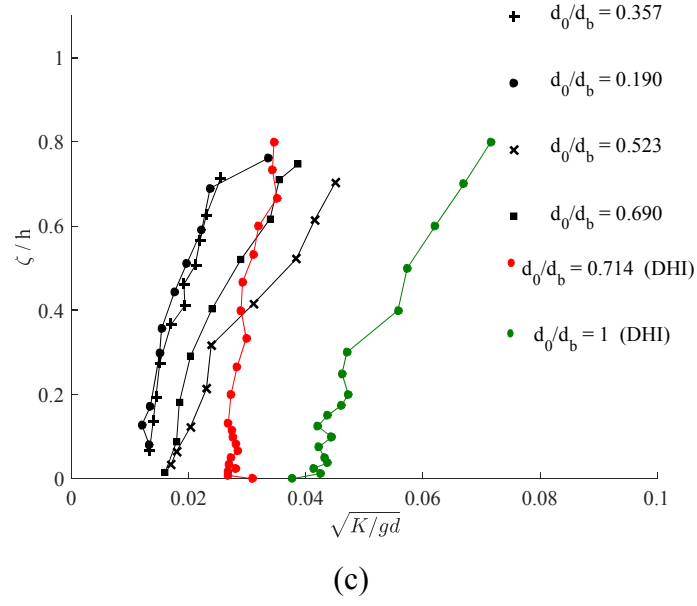 d0/db = 0.357
d0/db = 0.190
d0/db = 0.523
d0/db = 0.690
d0/db = 0.714 (DHI)
d0/db = 1 (DHI)
ζ / h
1
0.8
0.6
0.4
0.2
0
0 0.02 0.04 0.06 0.08 0.1
√K/gd
(c)